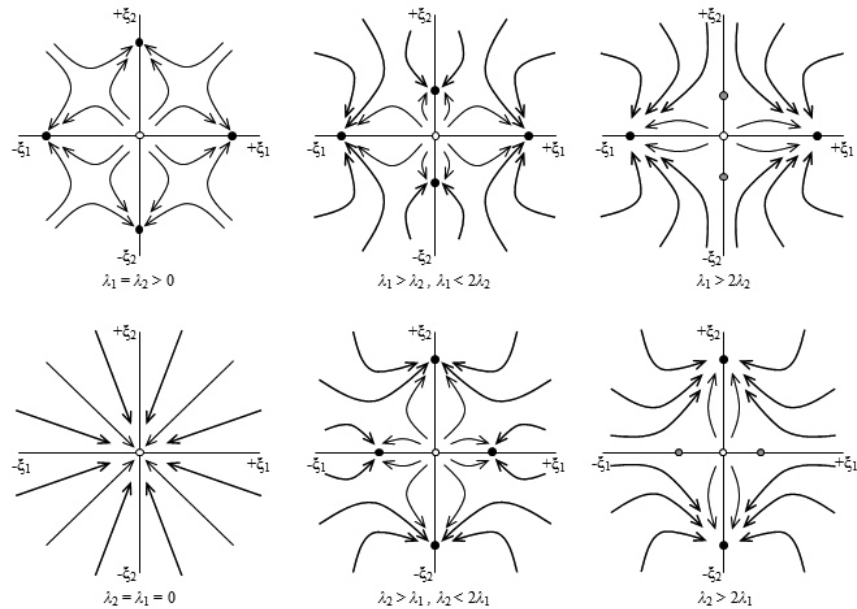 +ξ2 +ξ2 +ξ2
-ξ1 +ξ1 -ξ1 +ξ1 -ξ1 +ξ1
-ξ2 -ξ2 -ξ2
λ1 = λ2 > 0 λ1 > λ2 , λ1 < 2λ2 λ1 > 2λ2
+ξ2 +ξ2 +ξ2
-ξ1 +ξ1 -ξ1 +ξ1 -ξ1 +ξ1
-ξ2 -ξ2 -ξ2
λ2 = λ1 = 0 λ2 > λ1 , λ2 < 2λ1 λ2 > 2λ1